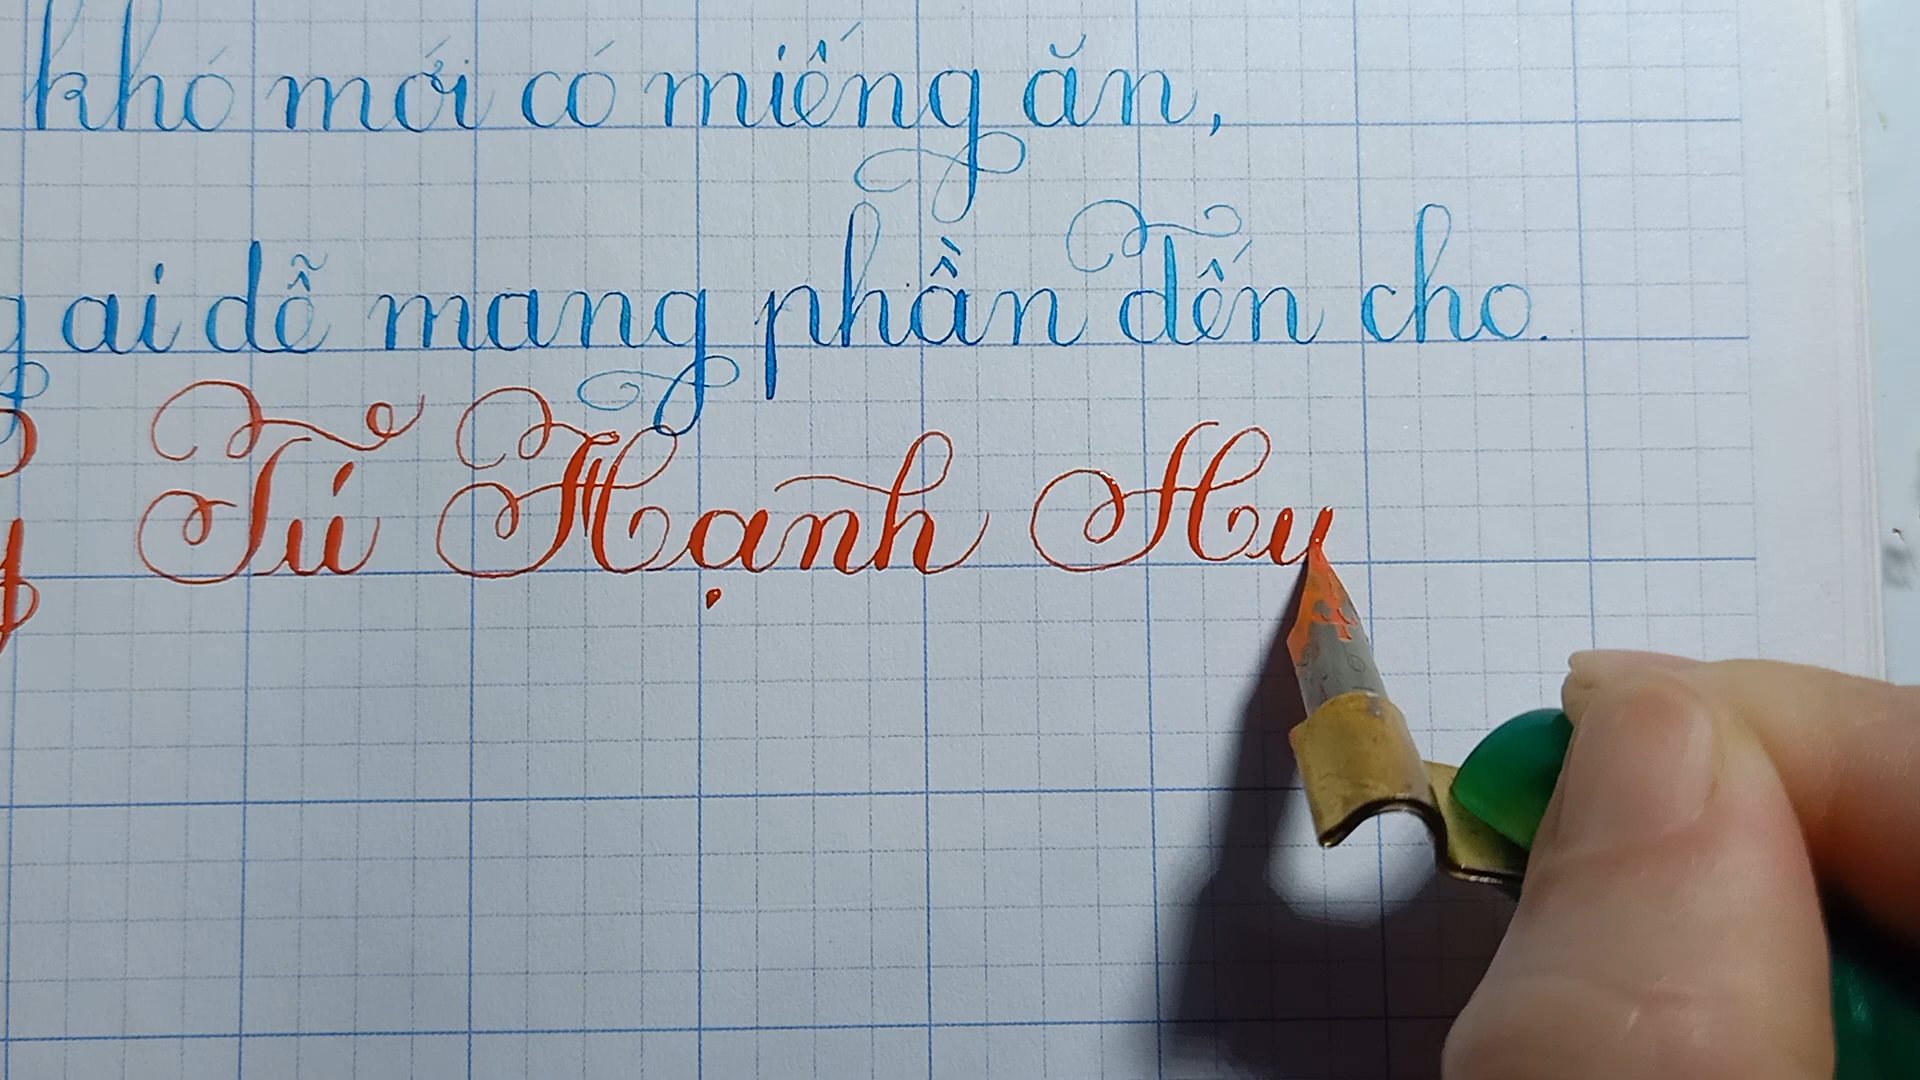 khó mới có miếng ăn,
ai dễ mang phần đến cho.
Tú Hạnh Hu